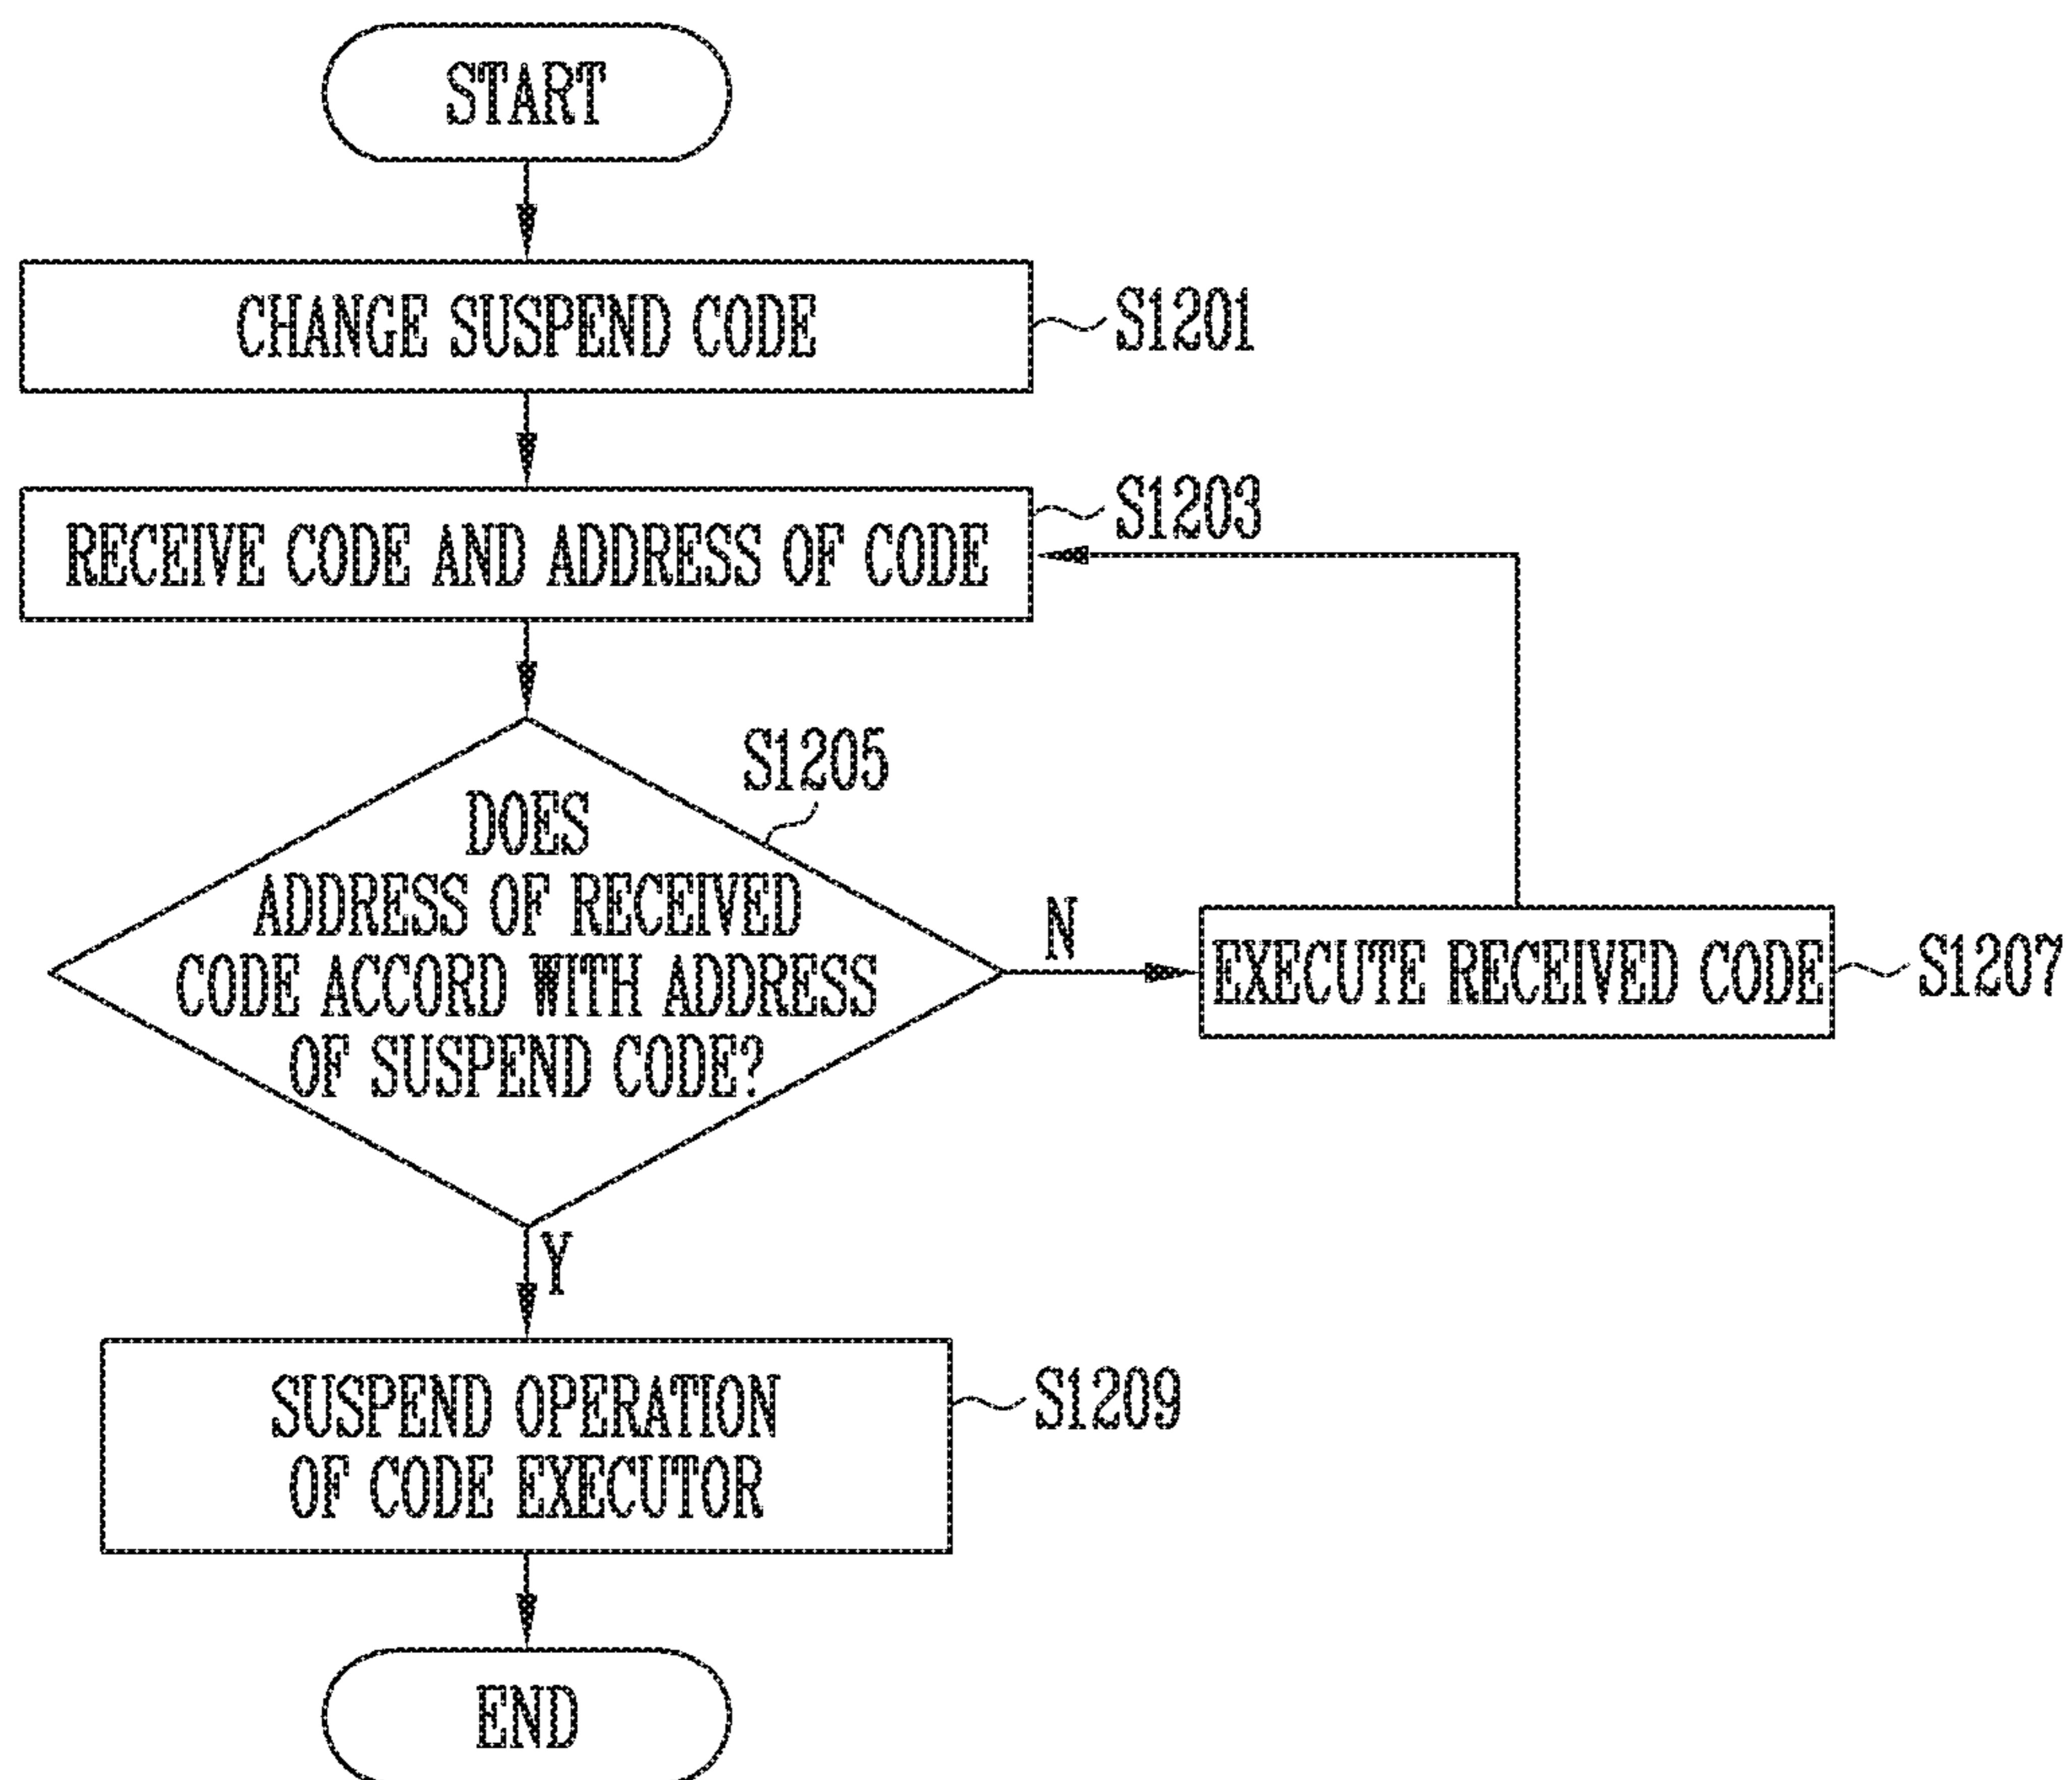 START
CHANGE SUSPEND CODE
S1201
RECEIVE CODE AND ADDRESS OF CODE
S1203
S1205
DOES
ADDRESS OF RECEIVED
CODE ACCORD WITH ADDRESS
OF SUSPEND CODE?
N
EXECUTE RECEIVED CODE
S1207
Y
SUSPEND OPERATION
OF CODE EXECUTOR
S1209
END